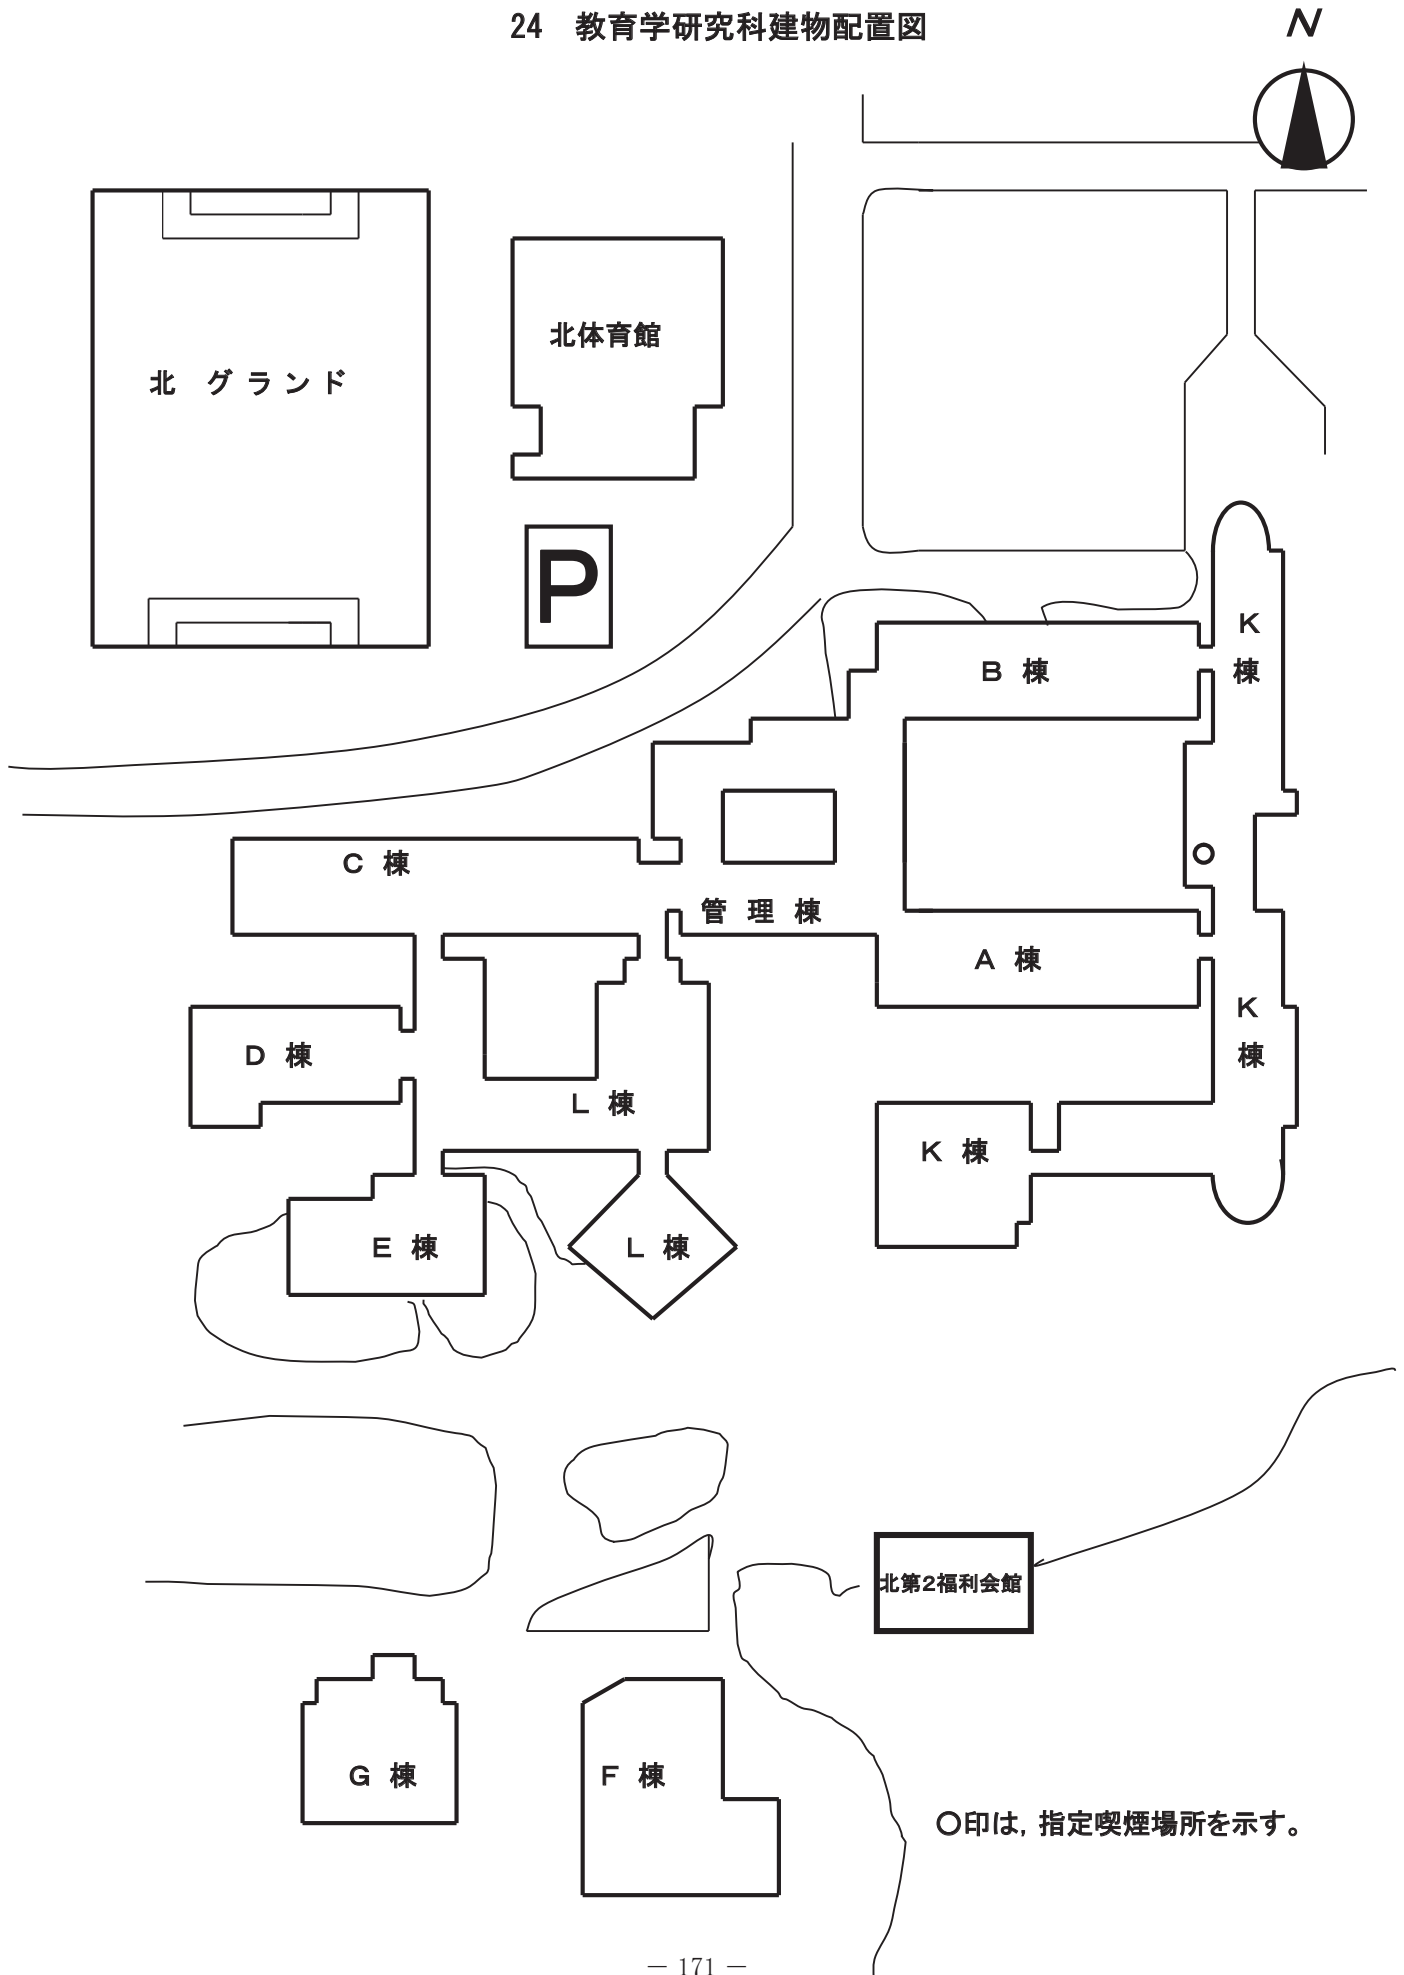 24　教育学研究科建物配置図
N
北体育館
北 グランド
P
K
棟
B 棟
C 棟
管 理 棟
A 棟
K
棟
D 棟
L 棟
K 棟
E 棟
L 棟
北第2福利会館
G 棟
F 棟
○印は，指定喫煙場所を示す。
― 171 ―